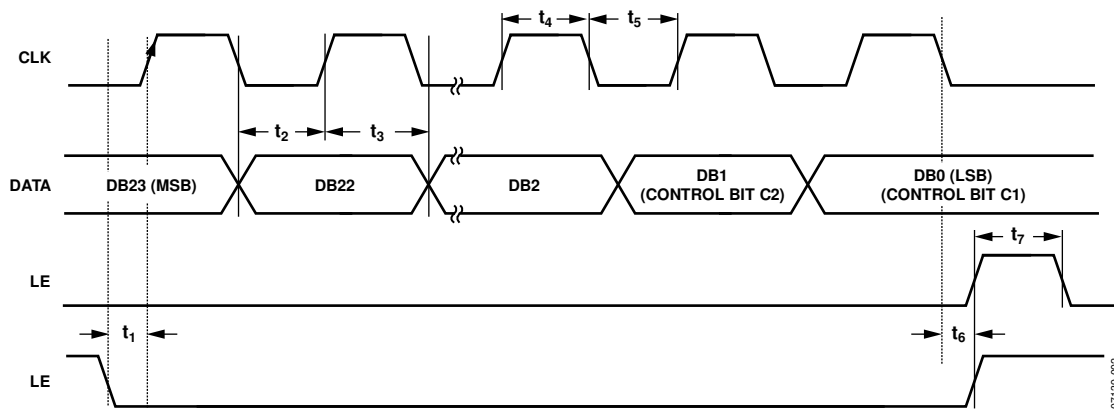 t4 t5
CLK
t2 t3
DATA DB23 (MSB) DB22 DB2 DB1 (CONTROL BIT C2) DB0 (LSB) (CONTROL BIT C1)
t7
LE
t1 t6
LE